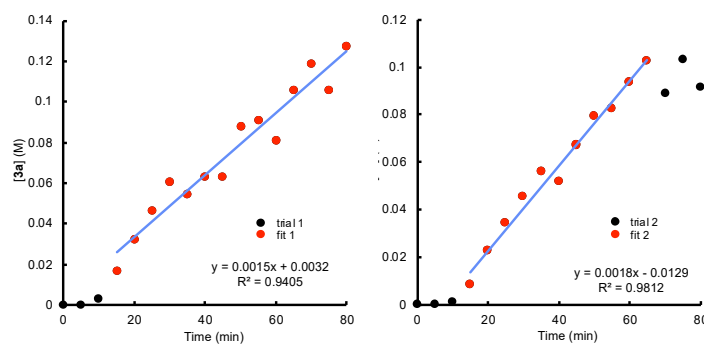 0.14
0.12
0.1
0.08
0.06
0.04
0.02
0
[3a] (M)
0 20 40 60 80
Time (min)
trial 1
fit 1
y = 0.0015x + 0.0032
R² = 0.9405
0.12
0.1
0.08
0.06
0.04
0.02
0
0 20 40 60 80
Time (min)
trial 2
fit 2
y = 0.0018x - 0.0129
R² = 0.9812